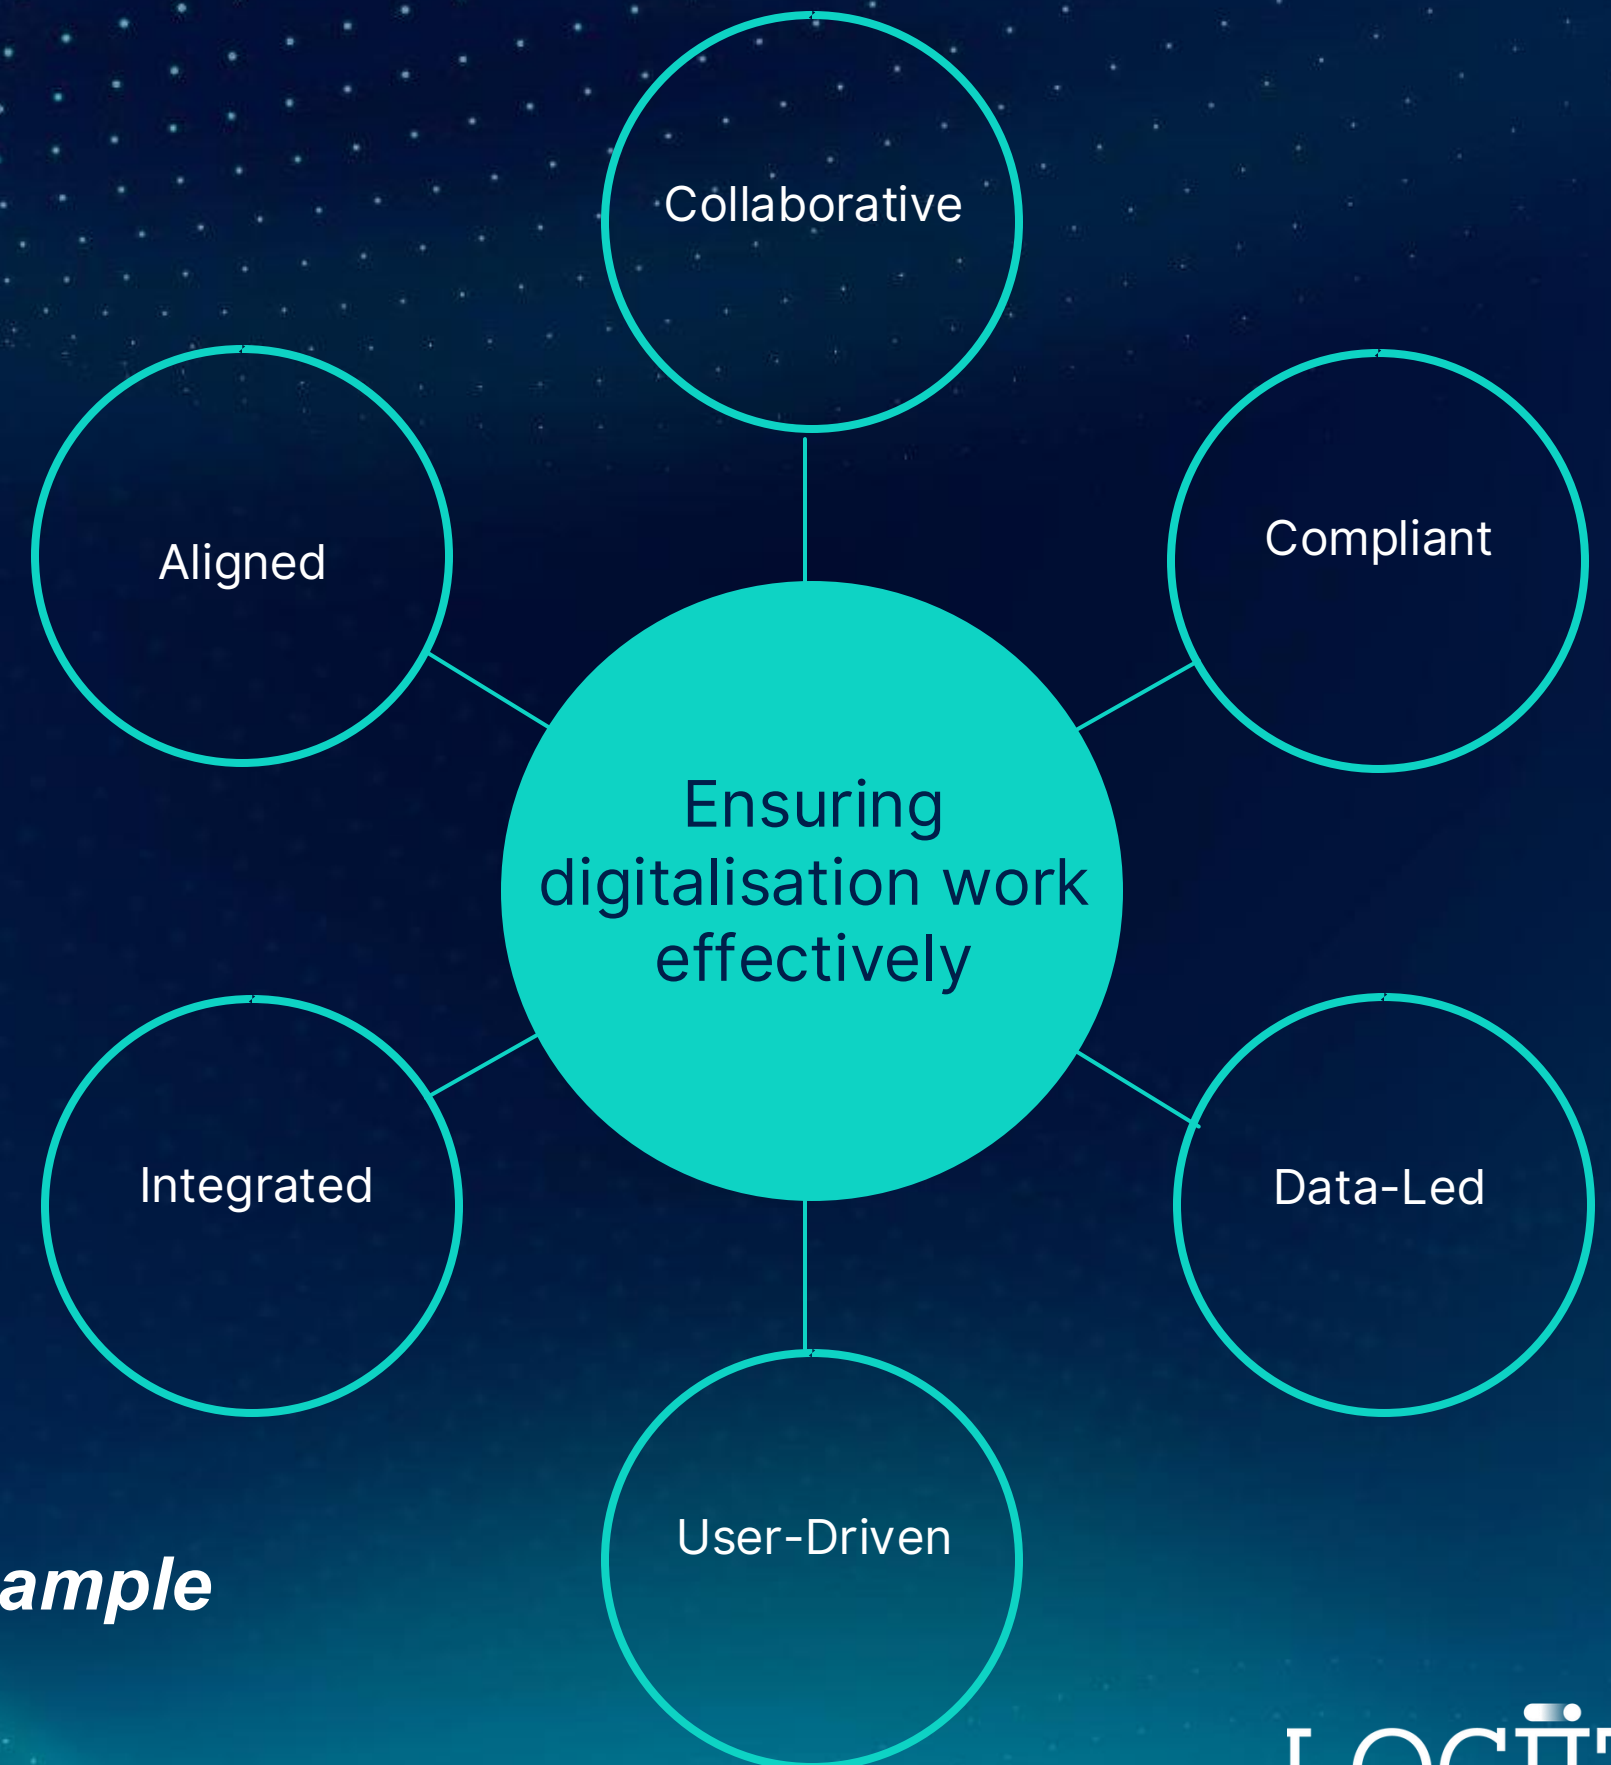 Collaborative
Aligned
Compliant
Ensuring
digitalisation work
effectively
Integrated
Data-Led
User-Driven
ample